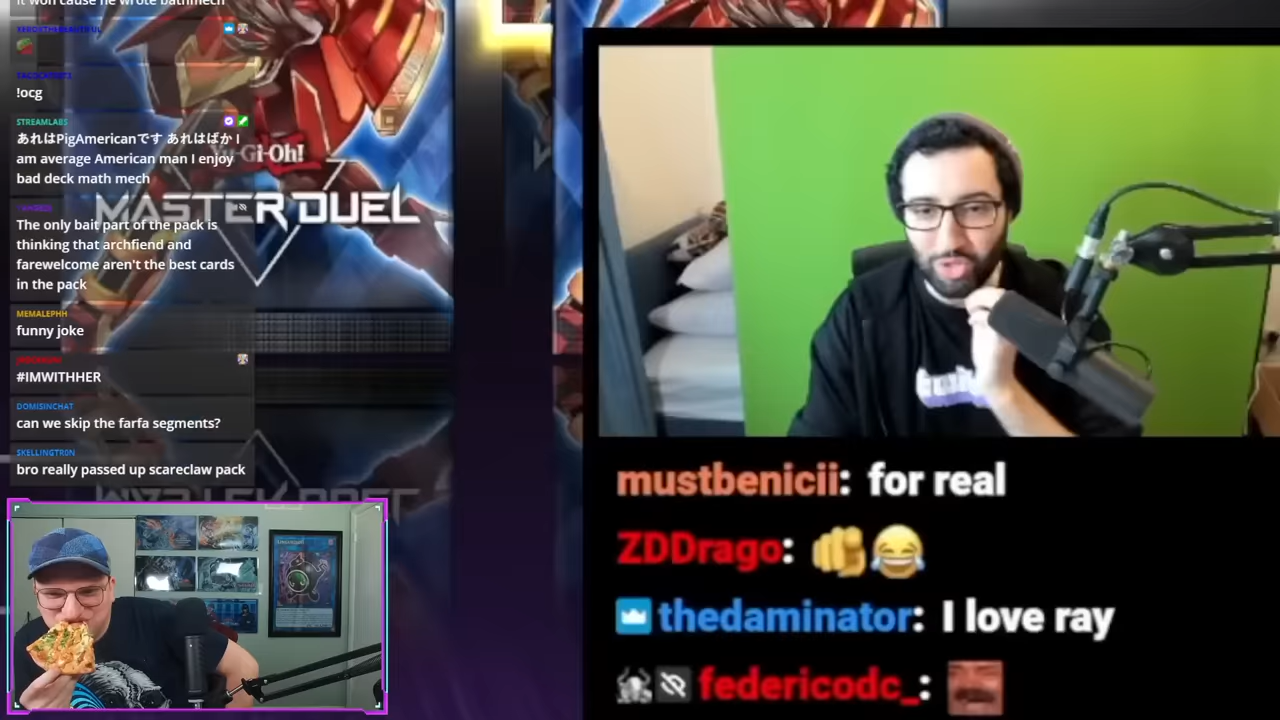 it won cause he wrote bathmech
!ocg
STREAMLABS
あれはPigAmericanです あれはばか I
am average American man I enjoy
bad deck math mech
The only bait part of the pack is
thinking that archfiend and
farewelcome aren't the best cards
in the pack
MEMALEPHH
funny joke
#IMWITHHER
DOMISINCHAT
can we skip the farfa segments?
SKELLINGTR0N
bro really passed up scareclaw pack
Yu-Gi-Oh!
MASTER DUEL
mustbenicii: for real
ZDDrago:
thedaminator: I love ray
federicodc_: